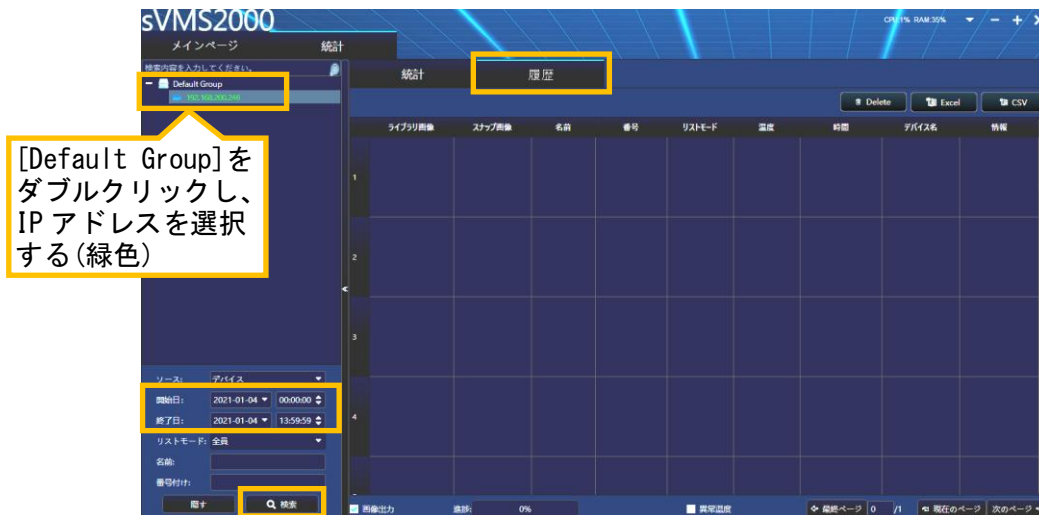 sVMS2000
CPU:1% RAM:35%
メインページ 統計
検索内容を入力してください。
Default Group
192.168.200.240
統計 履歴
Delete Excel CSV
ライブラリ画像 スナップ画像 名前 番号 リストモード 温度 時間 デバイス名 情報
[Default Group]を
ダブルクリックし、
IPアドレスを選択
する(緑色)
1
2
3
4
ソース: デバイス
開始日: 2021-01-04 00:00:00
終了日: 2021-01-04 13:59:59
リストモード: 全員
名前:
番号付け:
隠す 検索
画像出力 進捗: 0% 異常温度 最終ページ 0 /1 現在のページ 次のページ